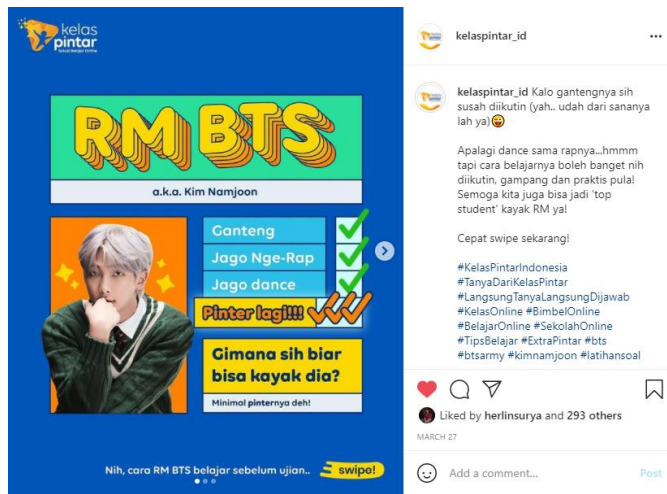 kelas
pintar
Solusi Belajar Online
RM BTS
a.k.a. Kim Namjoon
Ganteng
Jago Nge-Rap
Jago dance
Pinter lagi!!!
Gimana sih biar
bisa kayak dia?
Minimal pinternya deh!
Nih, cara RM BTS belajar sebelum ujian..
swipe!
kelaspintar_id
kelaspintar_id Kalo gantengnya sih
susah diikutin (yah.. udah dari sananya
lah ya)
Apalagi dance sama rapnya...hmmm
tapi cara belajarnya boleh banget nih
diikutin, gampang dan praktis pula!
Semoga kita juga bisa jadi 'top
student' kayak RM ya!
Cepat swipe sekarang!
#KelasPintarIndonesia
#TanyaDariKelasPintar
#LangsungTanyaLangsungDijawab
#KelasOnline #BimbelOnline
#BelajarOnline #SekolahOnline
#TipsBelajar #ExtraPintar #bts
#btsarmy #kimnamjoon #latihansoal
Liked by herlinsurya and 293 others
MARCH 27
Add a comment...
Post